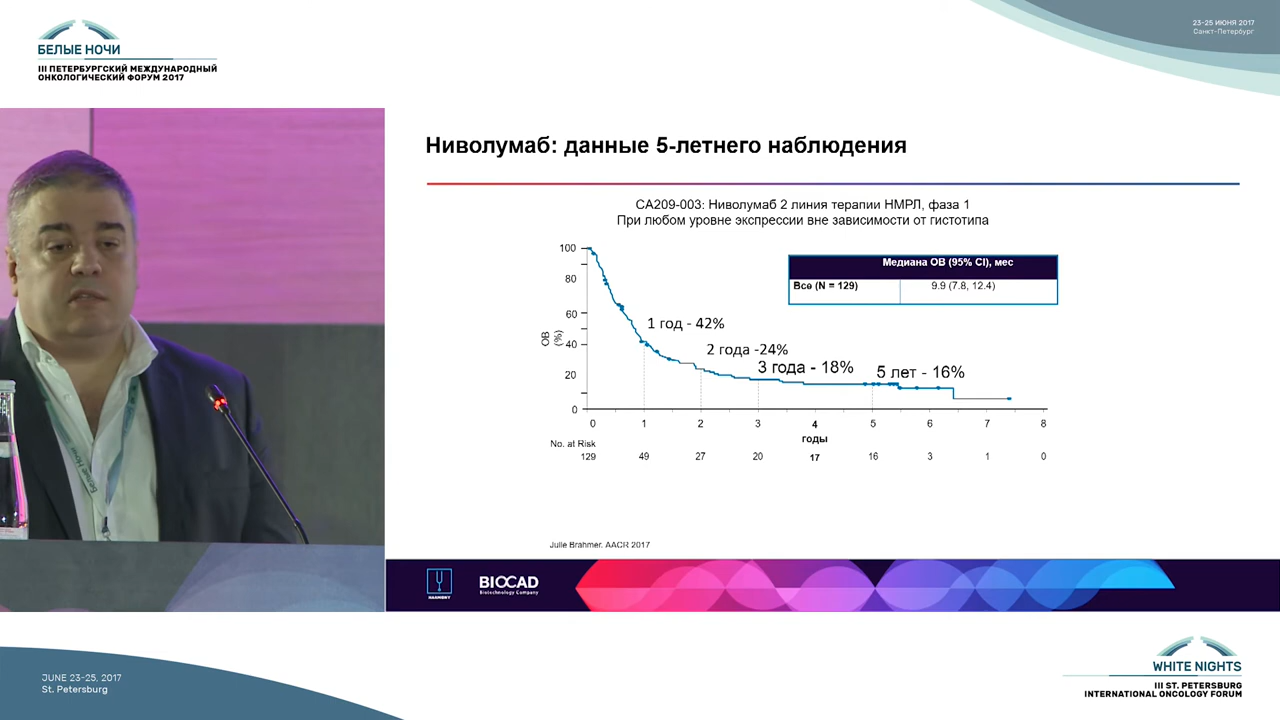 БЕЛЫЕ НОЧИ
III ПЕТЕРБУРГСКИЙ МЕЖДУНАРОДНЫЙ
ОНКОЛОГИЧЕСКИЙ ФОРУМ 2017
23-25 ИЮНЯ 2017
Санкт-Петербург
Ниволумаб: данные 5-летнего наблюдения
CA209-003: Ниволумаб 2 линия терапии НМРЛ, фаза 1
При любом уровне экспрессии вне зависимости от гистотипа
Медиана ОВ (95% CI), мес
Все (N = 129) 9.9 (7.8, 12.4)
ОВ
(%)
100
80
60
40
20
0
1 год - 42%
2 года -24%
3 года - 18%
5 лет - 16%
0 1 2 3 4 5 6 7 8
годы
No. at Risk
129 49 27 20 17 16 3 1 0
Julie Brahmer, AACR 2017
HARMONY
BIOCAD
Biotechnology Company
Белые Ночи
JUNE 23-25, 2017
St. Petersburg
WHITE NIGHTS
III ST. PETERSBURG
INTERNATIONAL ONCOLOGY FORUM